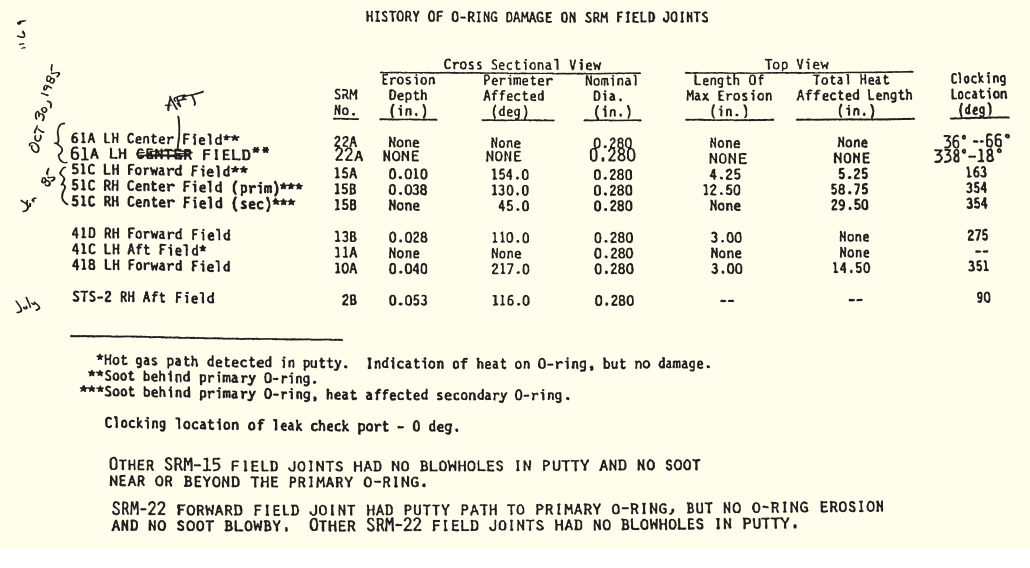 HISTORY OF O-RING DAMAGE ON SRM FIELD JOINTS
Cross Sectional View Top View
Erosion Perimeter Nominal Length Of Total Heat Clocking
SRM Depth Affected Dia. Max Erosion Affected Length Location
No. (in.) (deg) (in.) (in.) (in.) (deg)
OCT 30, 1985
AFT
61A LH Center Field** 22A None None 0.280 None None 36° --66°
61A LH CENTER FIELD** 22A NONE NONE 0.280 NONE NONE 338°-18°
51C LH Forward Field** 15A 0.010 154.0 0.280 4.25 5.25 163
51C RH Center Field (prim)*** 15B 0.038 130.0 0.280 12.50 58.75 354
51C RH Center Field (sec)*** 15B None 45.0 0.280 None 29.50 354
85
41D RH Forward Field 13B 0.028 110.0 0.280 3.00 None 275
41C LH Aft Field* 11A None None 0.280 None None --
41B LH Forward Field 10A 0.040 217.0 0.280 3.00 14.50 351
July
STS-2 RH Aft Field 2B 0.053 116.0 0.280 -- -- 90
*Hot gas path detected in putty. Indication of heat on O-ring, but no damage.
**Soot behind primary O-ring.
***Soot behind primary O-ring, heat affected secondary O-ring.
Clocking location of leak check port - 0 deg.
OTHER SRM-15 FIELD JOINTS HAD NO BLOWHOLES IN PUTTY AND NO SOOT
NEAR OR BEYOND THE PRIMARY O-RING.
SRM-22 FORWARD FIELD JOINT HAD PUTTY PATH TO PRIMARY O-RING, BUT NO O-RING EROSION
AND NO SOOT BLOWBY. OTHER SRM-22 FIELD JOINTS HAD NO BLOWHOLES IN PUTTY.